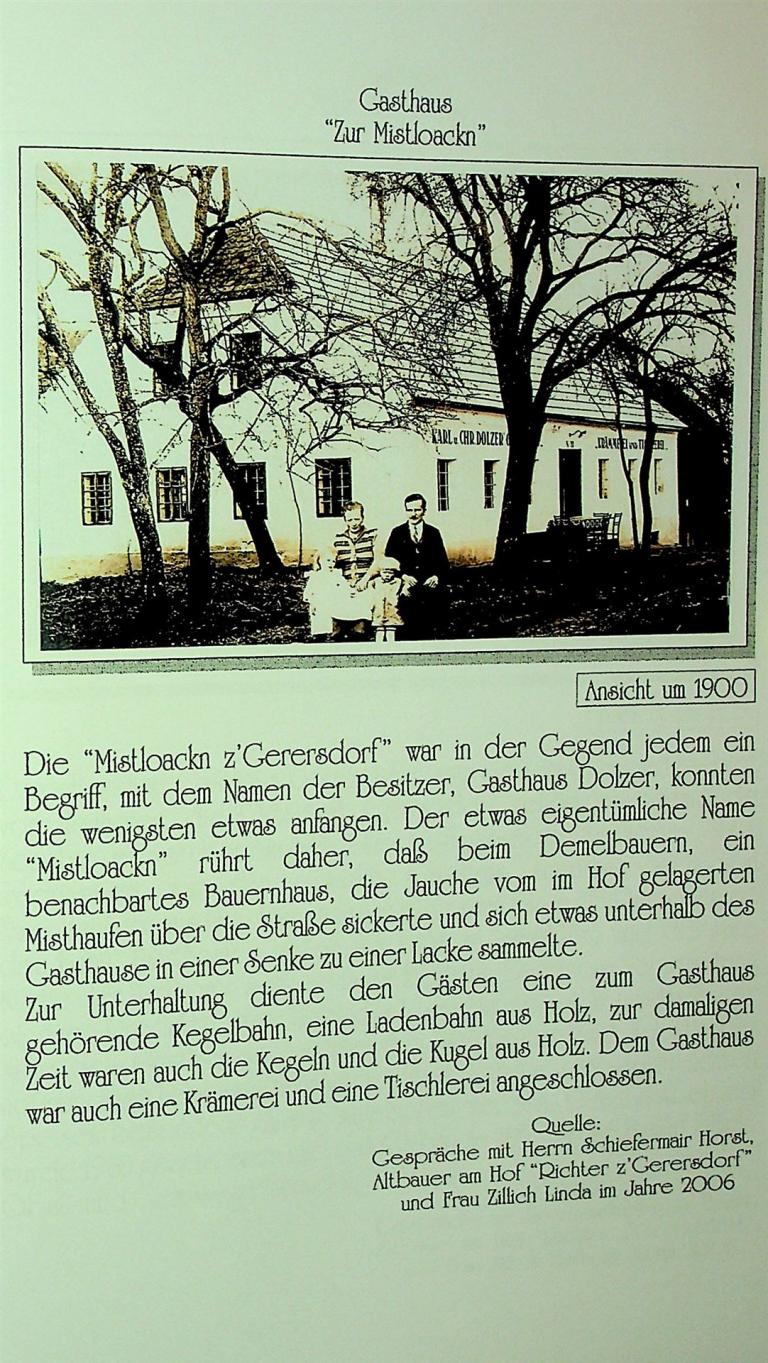 Gasthaus
“Zur Mistloackn”
KARL u. CHR. DOLZER
Ansicht um 1900
Die “Mistloackn z’Gerersdorf” war in der Gegend jedem ein
Begriff, mit dem Namen der Besitzer, Gasthaus Dolzer, konnten
die wenigsten etwas anfangen. Der etwas eigentümliche Name
“Mistloackn” rührt daher, daß beim Demelbauern, ein
benachbartes Bauernhaus, die Jauche vom im Hof gelagerten
Misthaufen über die Straße sickerte und sich etwas unterhalb des
Gasthause in einer Senke zu einer Lacke sammelte.
Zur Unterhaltung diente den Gästen eine zum Gasthaus
gehörende Kegelbahn, eine Ladenbahn aus Holz, zur damaligen
Zeit waren auch die Kegeln und die Kugel aus Holz. Dem Gasthaus
war auch eine Krämerei und eine Tischlerei angeschlossen.
Quelle:
Gespräche mit Herrn Schiefermair Horst,
Altbauer am Hof “Richter z’Gerersdorf”
und Frau Zillich Linda im Jahre 2006